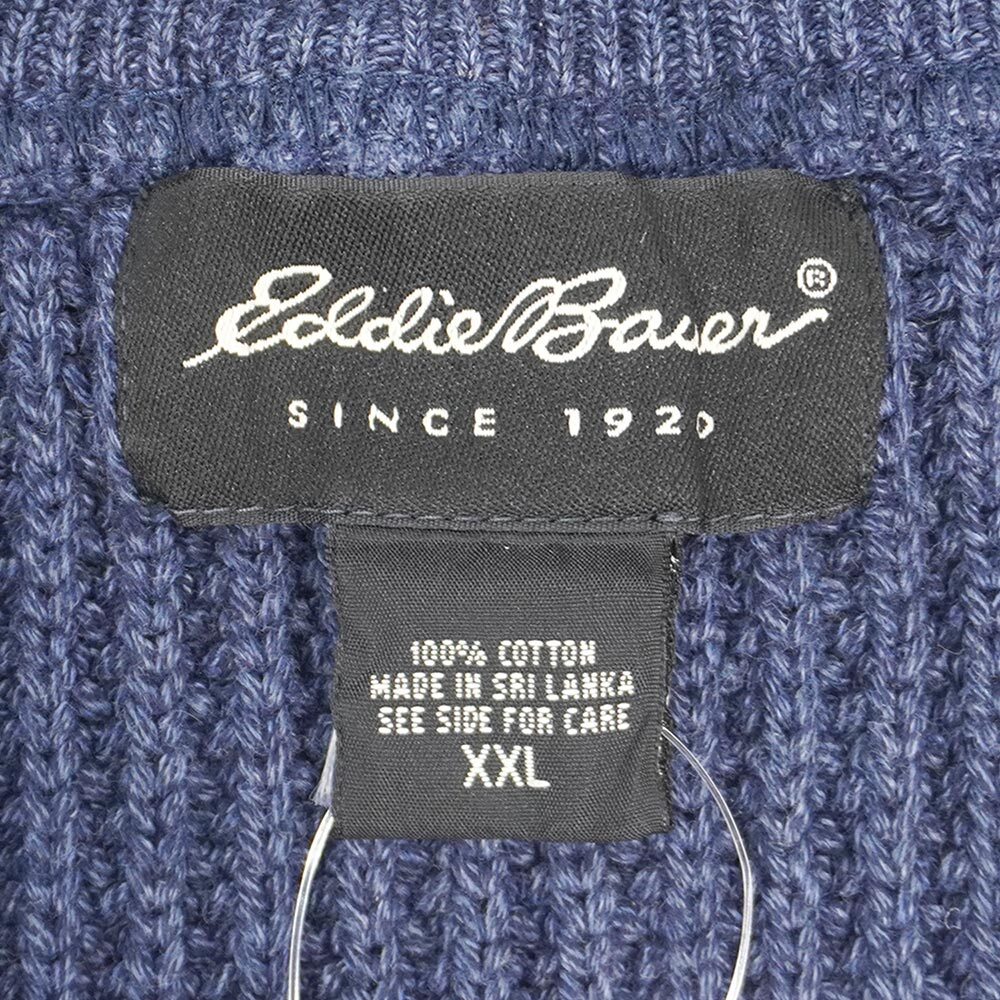 Eddie Bauer®
SINCE 1920
100% COTTON
MADE IN SRI LANKA
SEE SIDE FOR CARE
XXL